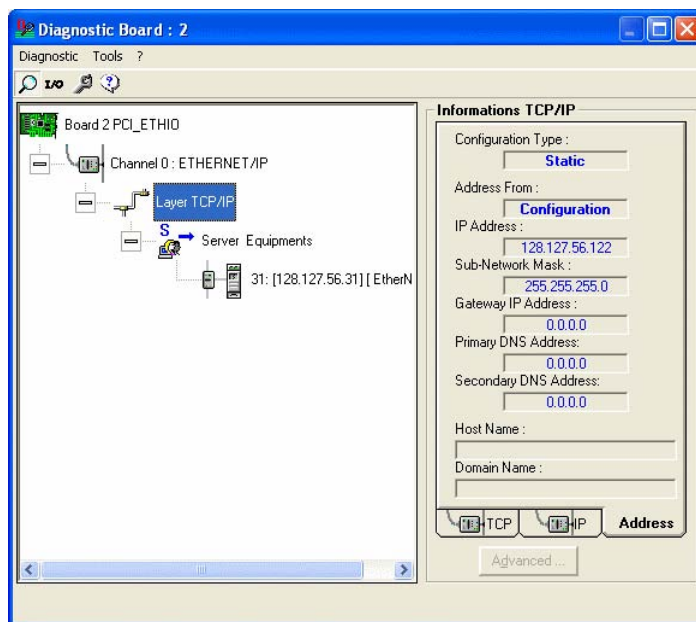 Diagnostic Board : 2
Diagnostic Tools ?
I/O
Board 2 PCI_ETHIO
Channel 0 : ETHERNET/IP
Layer TCP/IP
S
Server Equipments
31: [128.127.56.31] [ EtherN
Informations TCP/IP
Configuration Type :
Static
Address From :
Configuration
IP Address :
128.127.56.122
Sub-Network Mask :
255.255.255.0
Gateway IP Address :
0.0.0.0
Primary DNS Address:
0.0.0.0
Secondary DNS Address:
0.0.0.0
Host Name :
Domain Name :
TCP IP Address
Advanced ...